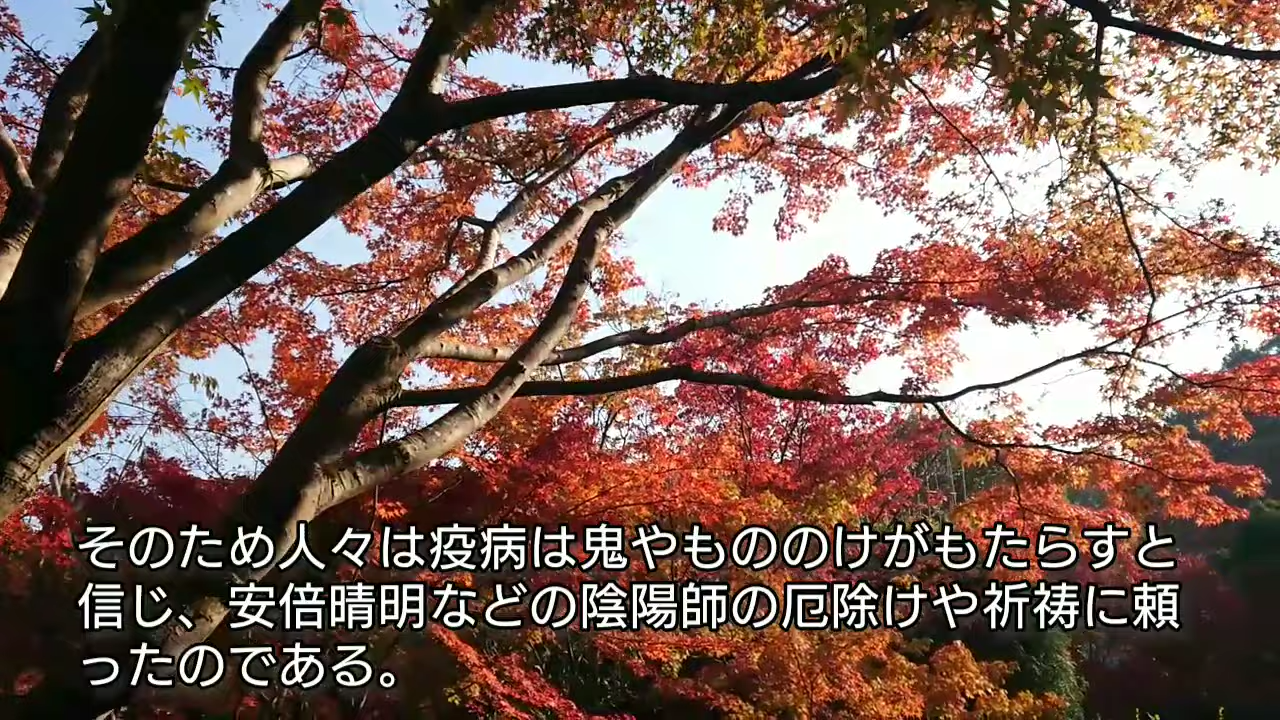 そのため人々は疫病は鬼やもののけがもたらすと
信じ、安倍晴明などの陰陽師の厄除けや祈祷に頼
ったのである。